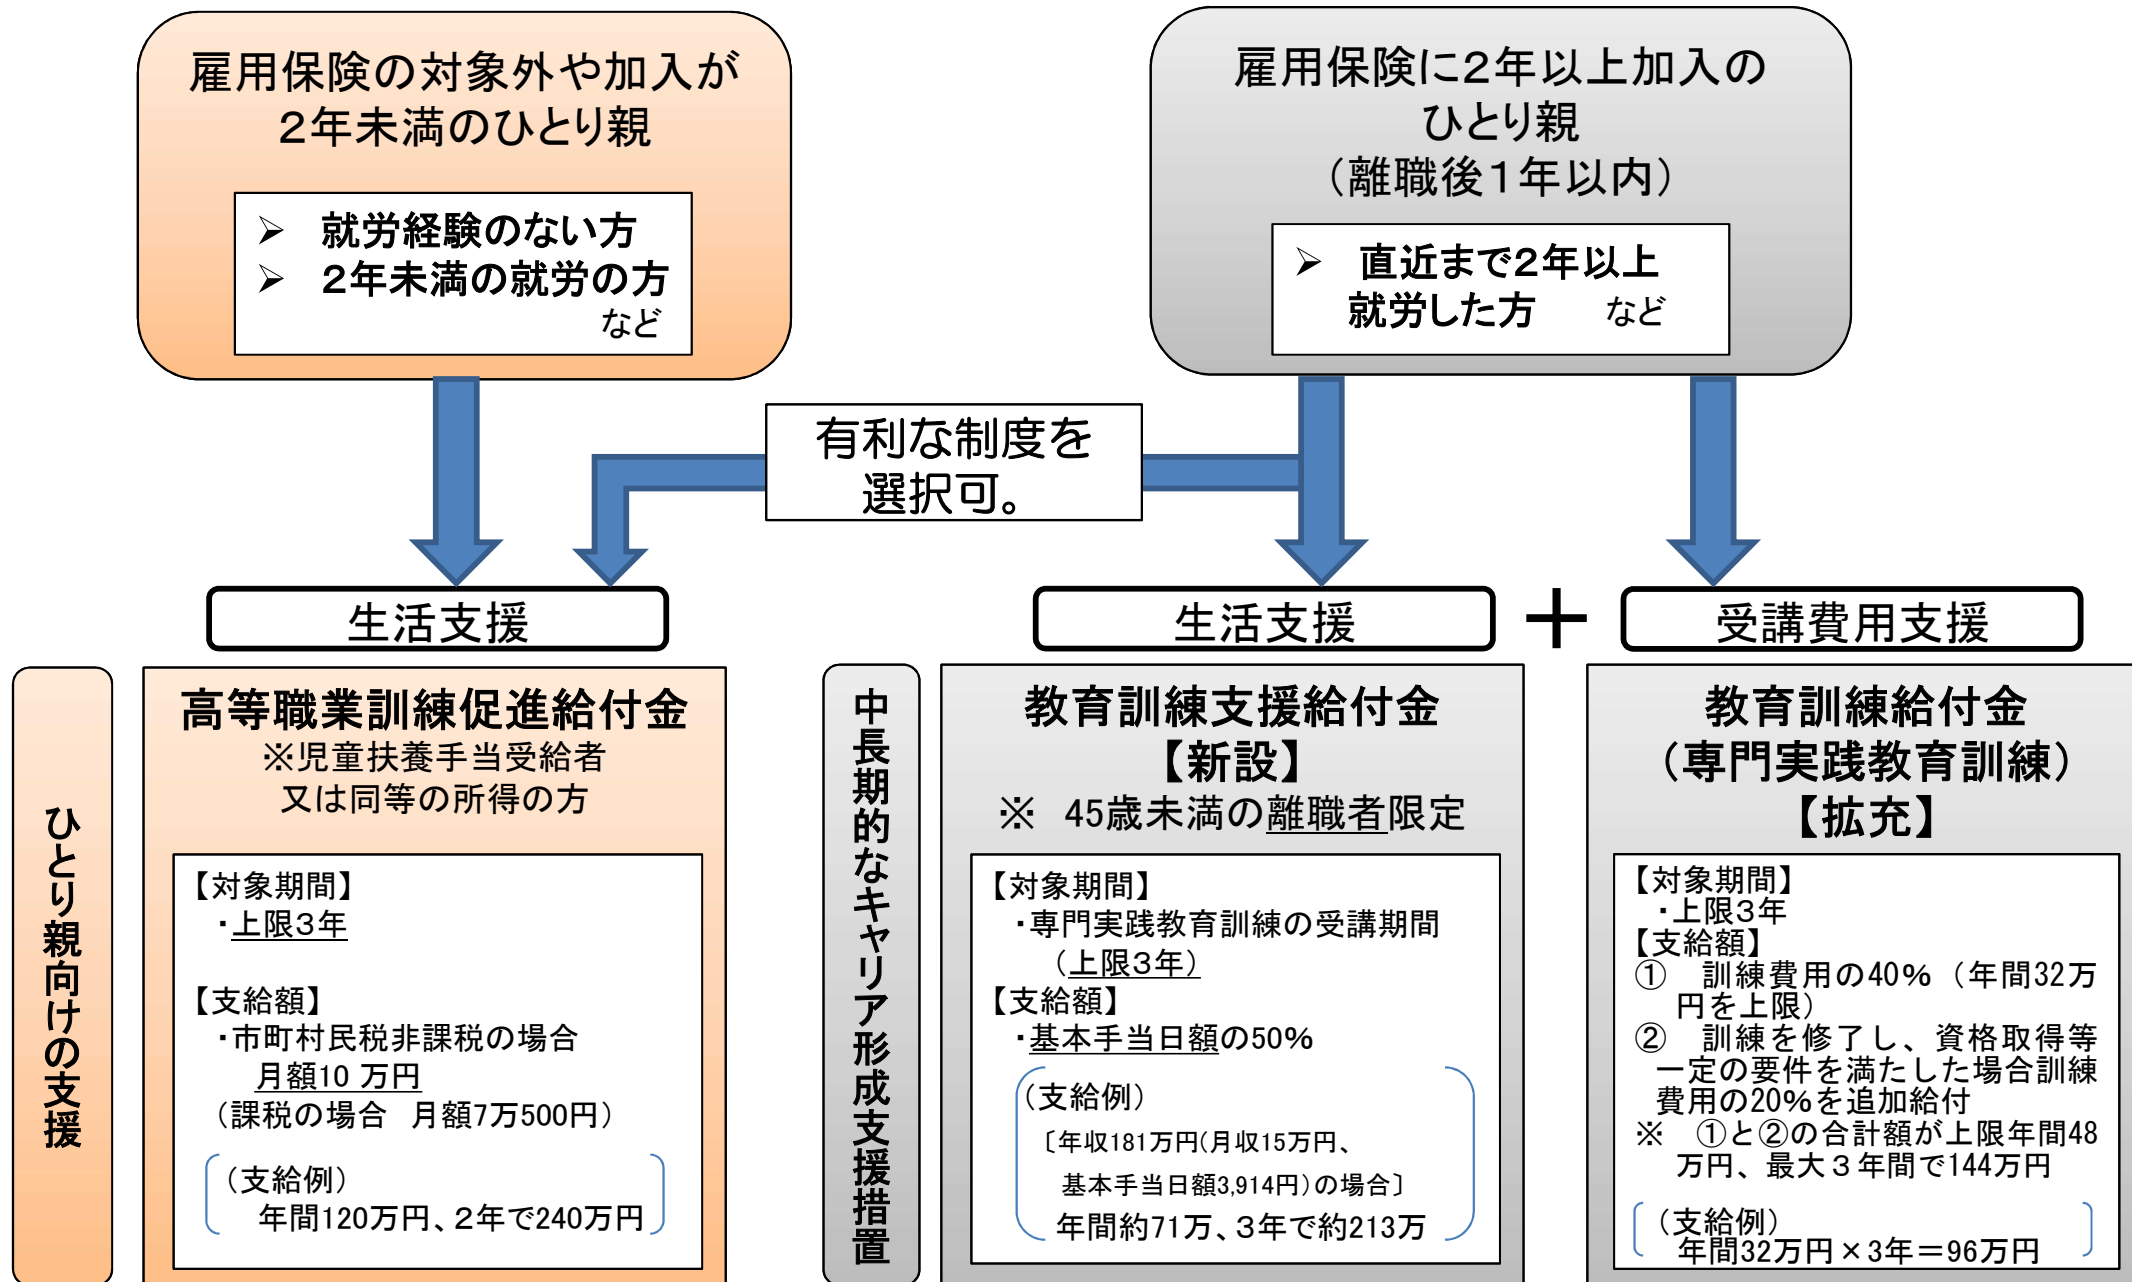 雇用保険の対象外や加入が
２年未満のひとり親
➢ 就労経験のない方
➢ ２年未満の就労の方
など
雇用保険に２年以上加入の
ひとり親
（離職後１年以内）
➢ 直近まで２年以上
就労した方　など
有利な制度を
選択可。
生活支援
生活支援
＋
受講費用支援
ひとり親向けの支援
高等職業訓練促進給付金
※児童扶養手当受給者
又は同等の所得の方
【対象期間】
・上限３年
【支給額】
・市町村民税非課税の場合
月額10 万円
（課税の場合　月額7万500円）
（支給例）
年間120万円、２年で240万円
中長期的なキャリア形成支援措置
教育訓練支援給付金
【新設】
※ 45歳未満の離職者限定
【対象期間】
・専門実践教育訓練の受講期間
（上限３年）
【支給額】
・基本手当日額の50%
（支給例）
〔年収181万円(月収15万円、
基本手当日額3,914円)の場合〕
年間約71万、３年で約213万
教育訓練給付金
（専門実践教育訓練）
【拡充】
【対象期間】
・上限３年
【支給額】
① 訓練費用の40%（年間32万
円を上限）
② 訓練を修了し、資格取得等
一定の要件を満たした場合訓練
費用の20%を追加給付
※ ①と②の合計額が上限年間48
万円、最大３年間で144万円
（支給例）
年間32万円×3年＝96万円